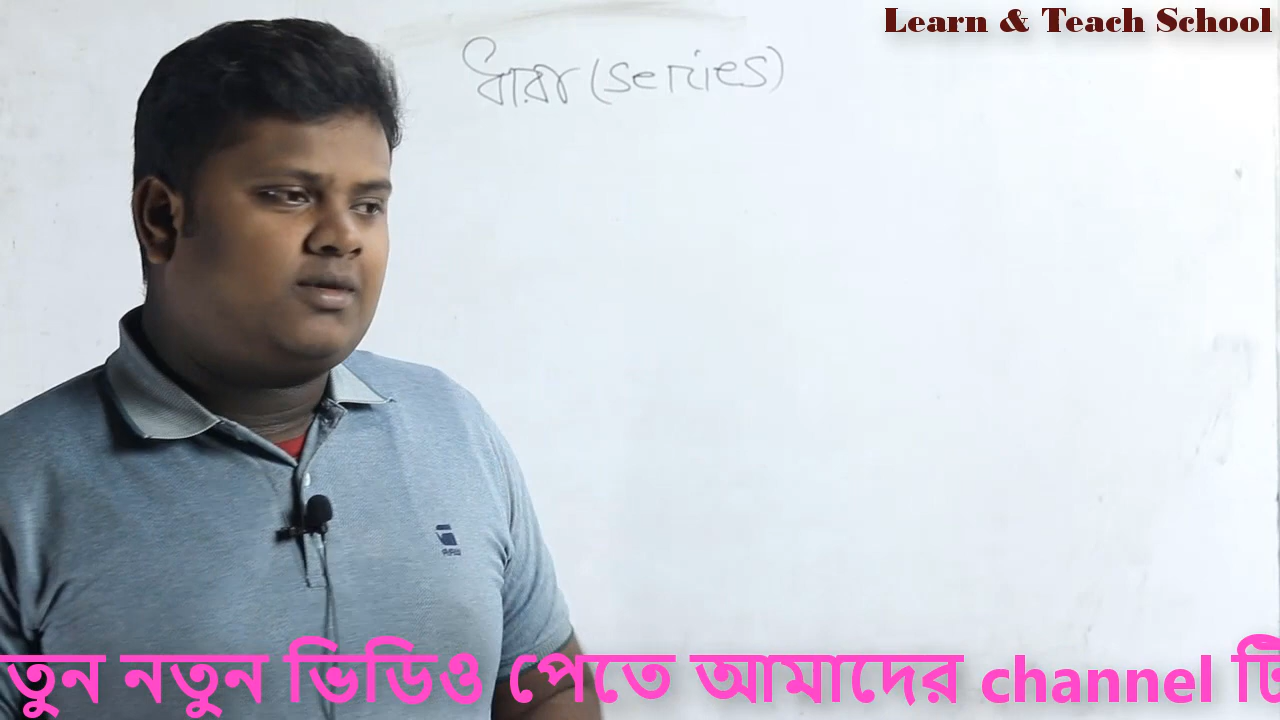 Learn & Teach School
ধারা (series)
তুন নতুন ভিডিও পেতে আমাদের channel টি